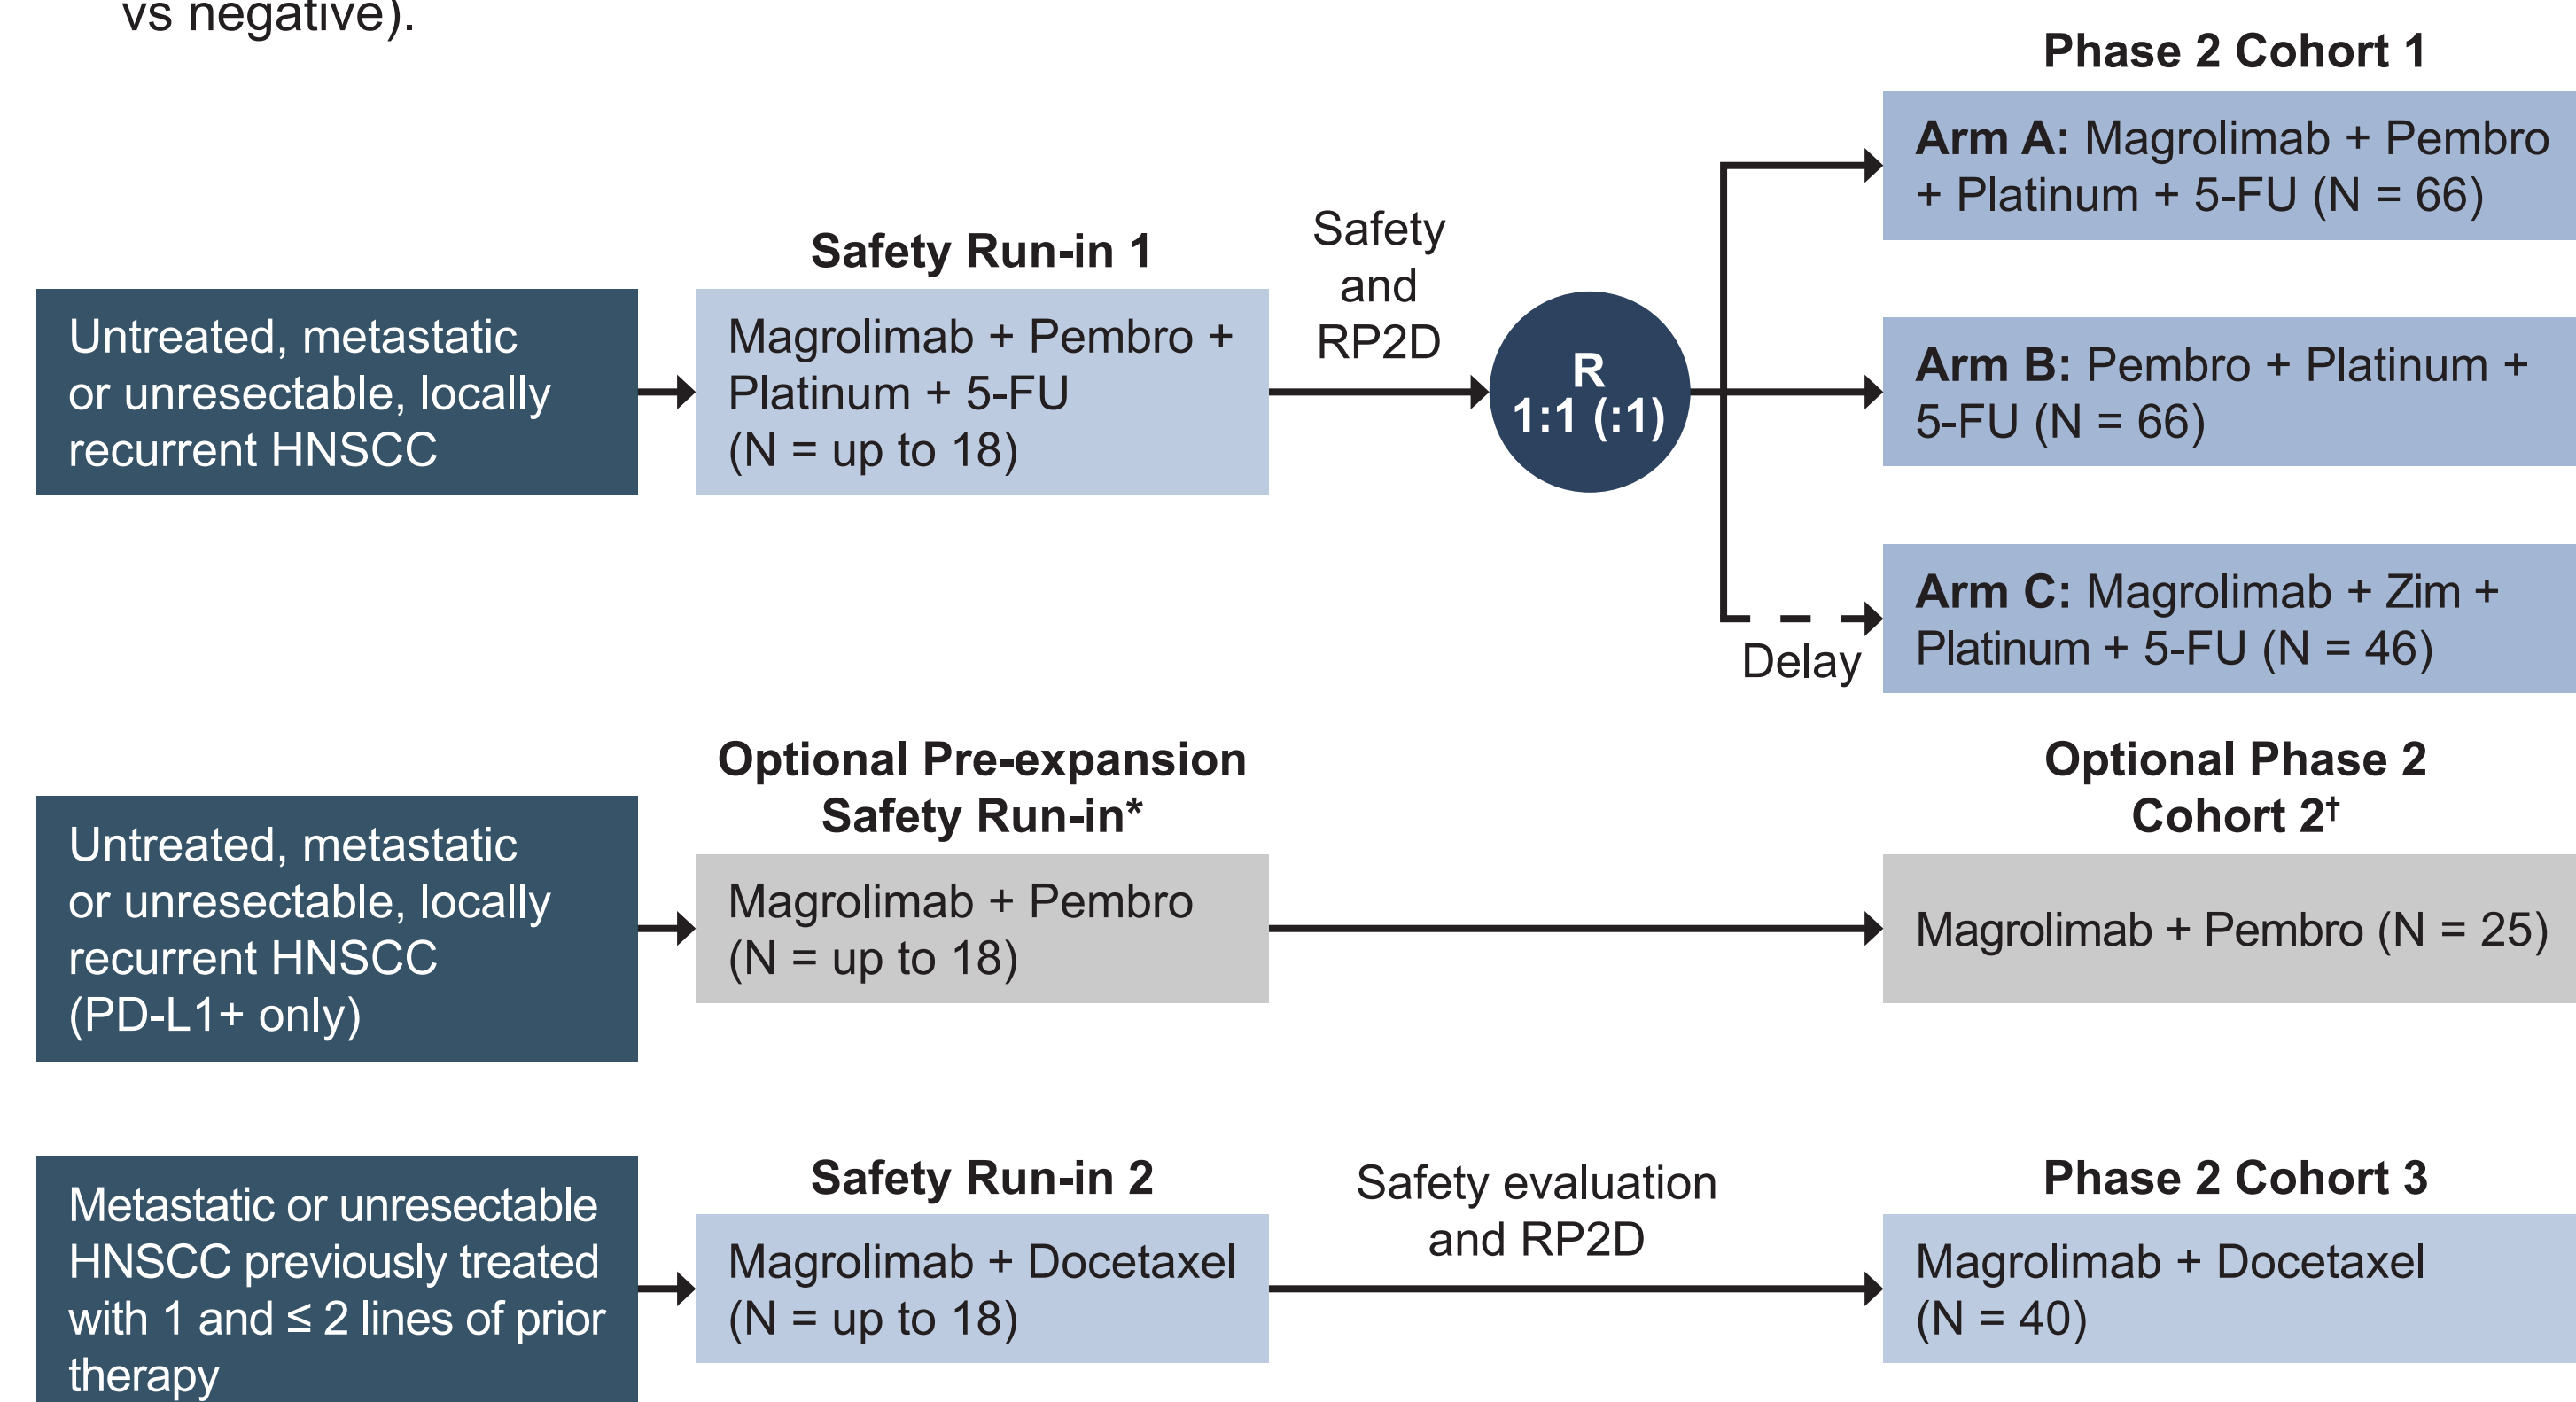 vs negative).
Phase 2 Cohort 1
Arm A: Magrolimab + Pembro
+ Platinum + 5-FU (N = 66)
Safety Run-in 1
Safety
and
RP2D
Untreated, metastatic
or unresectable, locally
recurrent HNSCC
Magrolimab + Pembro +
Platinum + 5-FU
(N = up to 18)
R
1:1 (:1)
Arm B: Pembro + Platinum +
5-FU (N = 66)
Arm C: Magrolimab + Zim +
Platinum + 5-FU (N = 46)
Delay
Optional Pre-expansion
Safety Run-in*
Optional Phase 2
Cohort 2†
Untreated, metastatic
or unresectable, locally
recurrent HNSCC
(PD-L1+ only)
Magrolimab + Pembro
(N = up to 18)
Magrolimab + Pembro (N = 25)
Safety Run-in 2
Safety evaluation
and RP2D
Phase 2 Cohort 3
Metastatic or unresectable
HNSCC previously treated
with 1 and ≤ 2 lines of prior
therapy
Magrolimab + Docetaxel
(N = up to 18)
Magrolimab + Docetaxel
(N = 40)